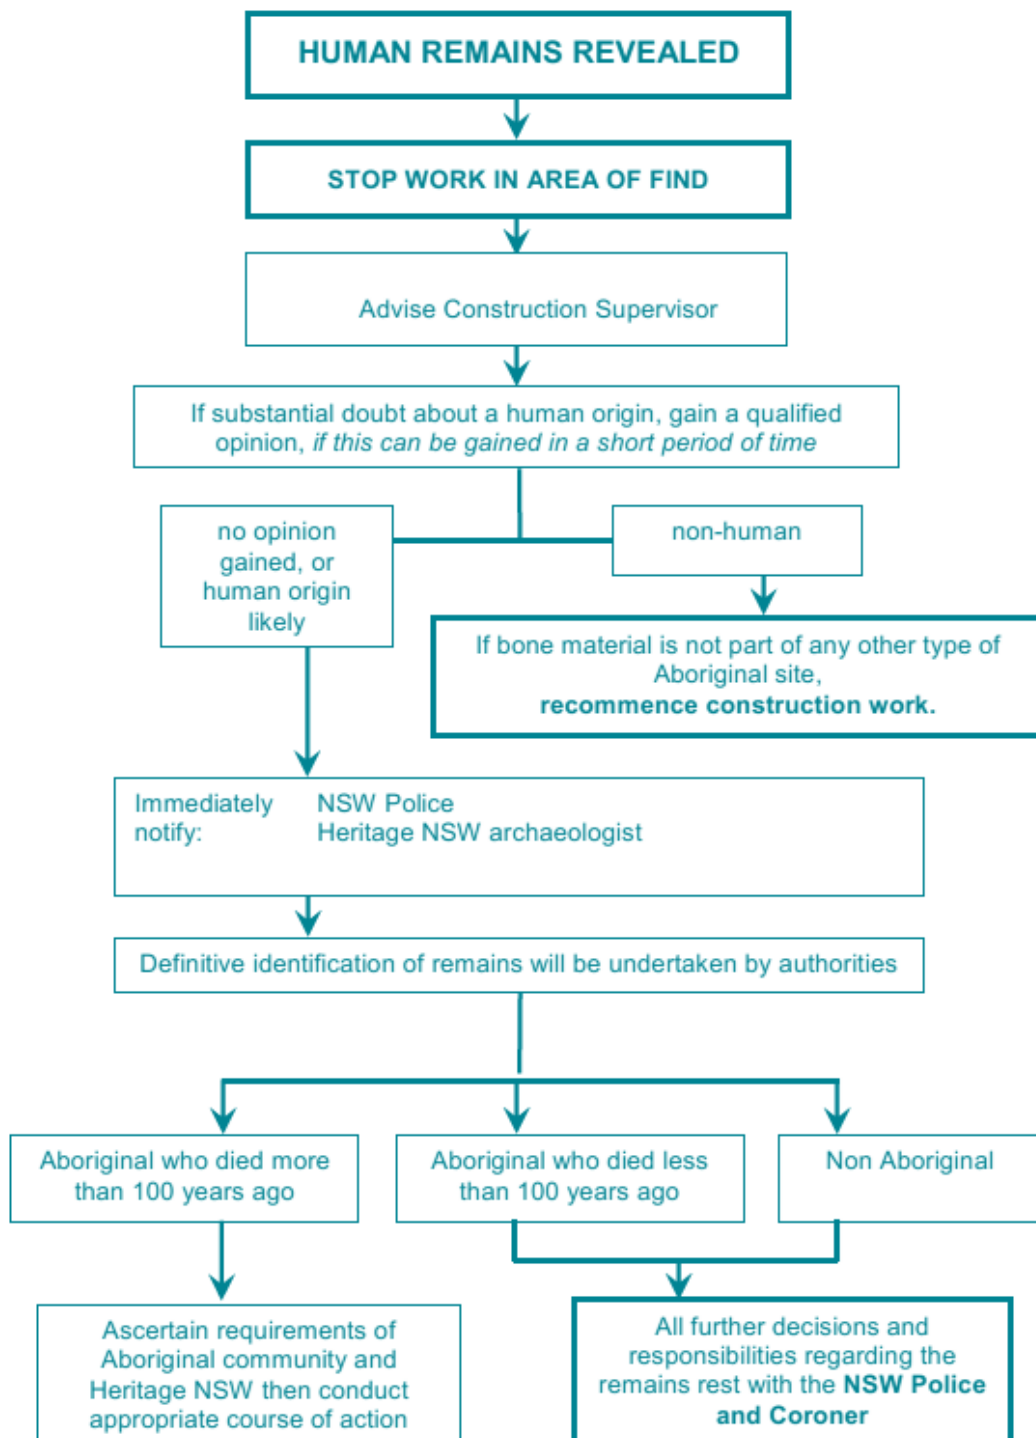 HUMAN REMAINS REVEALED
STOP WORK IN AREA OF FIND
Advise Construction Supervisor
If substantial doubt about a human origin, gain a qualified
opinion, if this can be gained in a short period of time
no opinion
gained, or
human origin
likely
non-human
If bone material is not part of any other type of
Aboriginal site,
recommence construction work.
Immediately notify:
NSW Police
Heritage NSW archaeologist
Definitive identification of remains will be undertaken by authorities
Aboriginal who died more
than 100 years ago
Aboriginal who died less
than 100 years ago
Non Aboriginal
Ascertain requirements of
Aboriginal community and
Heritage NSW then conduct
appropriate course of action
All further decisions and
responsibilities regarding the
remains rest with the NSW Police
and Coroner